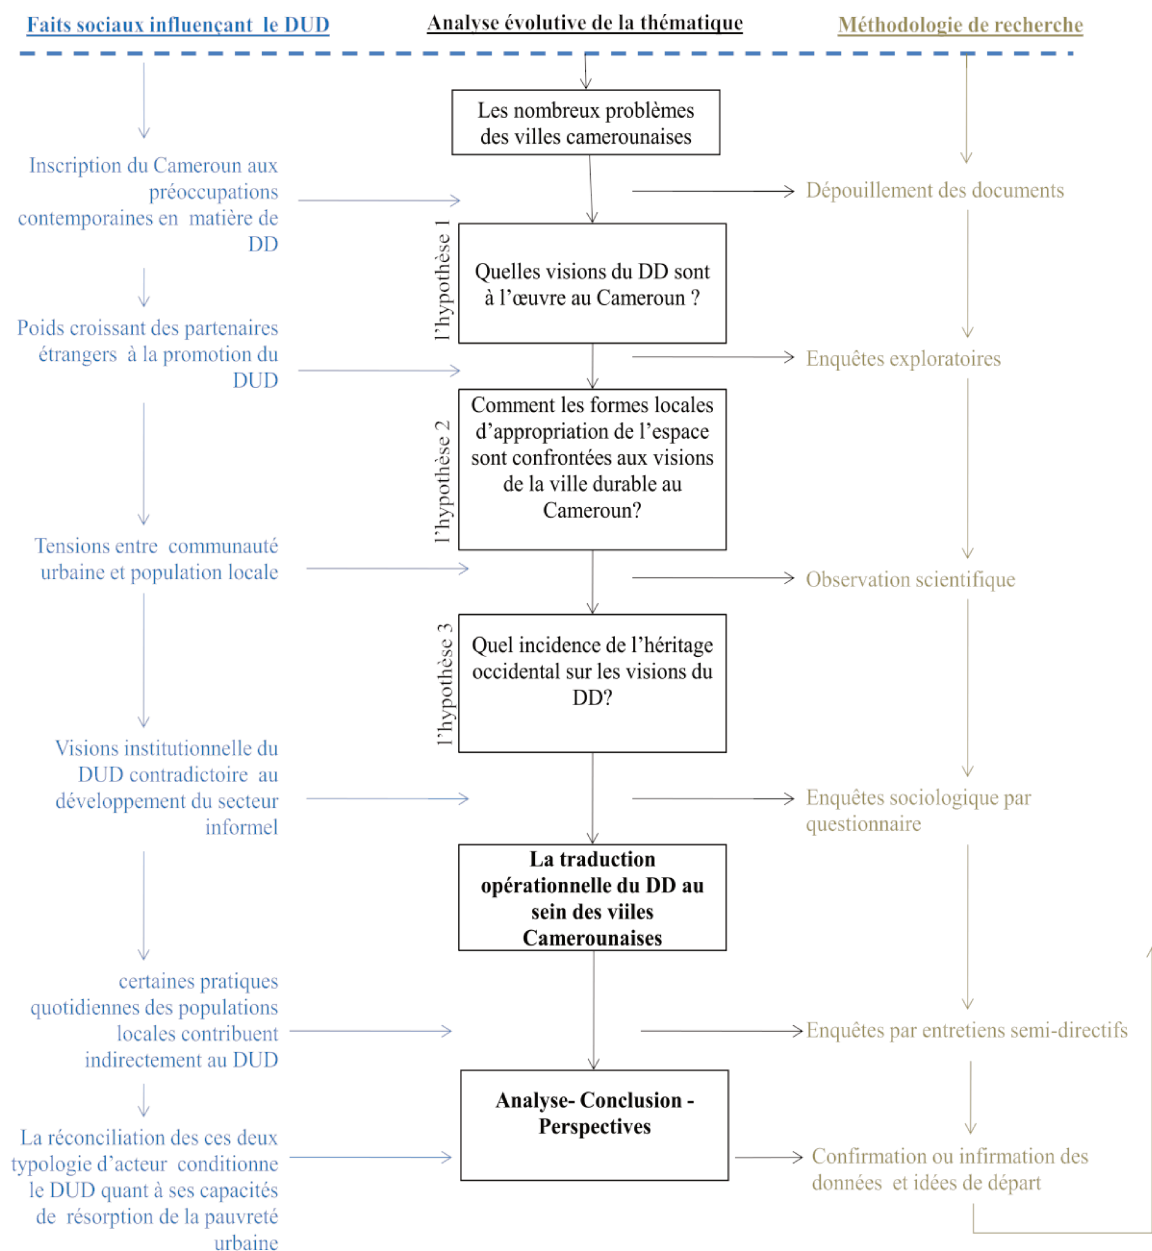 Faits sociaux influençant le DUD
Analyse évolutive de la thématique
Méthodologie de recherche
Inscription du Cameroun aux
préoccupations
contemporaines en matière de
DD
Poids croissant des partenaires
étrangers à la promotion du
DUD
Tensions entre communauté
urbaine et population locale
Visions institutionnelle du
DUD contradictoire au
développement du secteur
informel
certaines pratiques
quotidiennes des populations
locales contribuent
indirectement au DUD
La réconciliation des ces deux
typologie d'acteur conditionne
le DUD quant à ses capacités
de résorption de la pauvreté
urbaine
Les nombreux problèmes
des villes camerounaises
l'hypothèse 1
Quelles visions du DD sont
à l'œuvre au Cameroun ?
l'hypothèse 2
Comment les formes locales
d'appropriation de l'espace
sont confrontées aux visions
de la ville durable au
Cameroun?
l'hypothèse 3
Quel incidence de l'héritage
occidental sur les visions du
DD?
La traduction
opérationnelle du DD au
sein des viiles
Camerounaises
Analyse- Conclusion -
Perspectives
Dépouillement des documents
Enquêtes exploratoires
Observation scientifique
Enquêtes sociologique par
questionnaire
Enquêtes par entretiens semi-directifs
Confirmation ou infirmation des
données et idées de départ